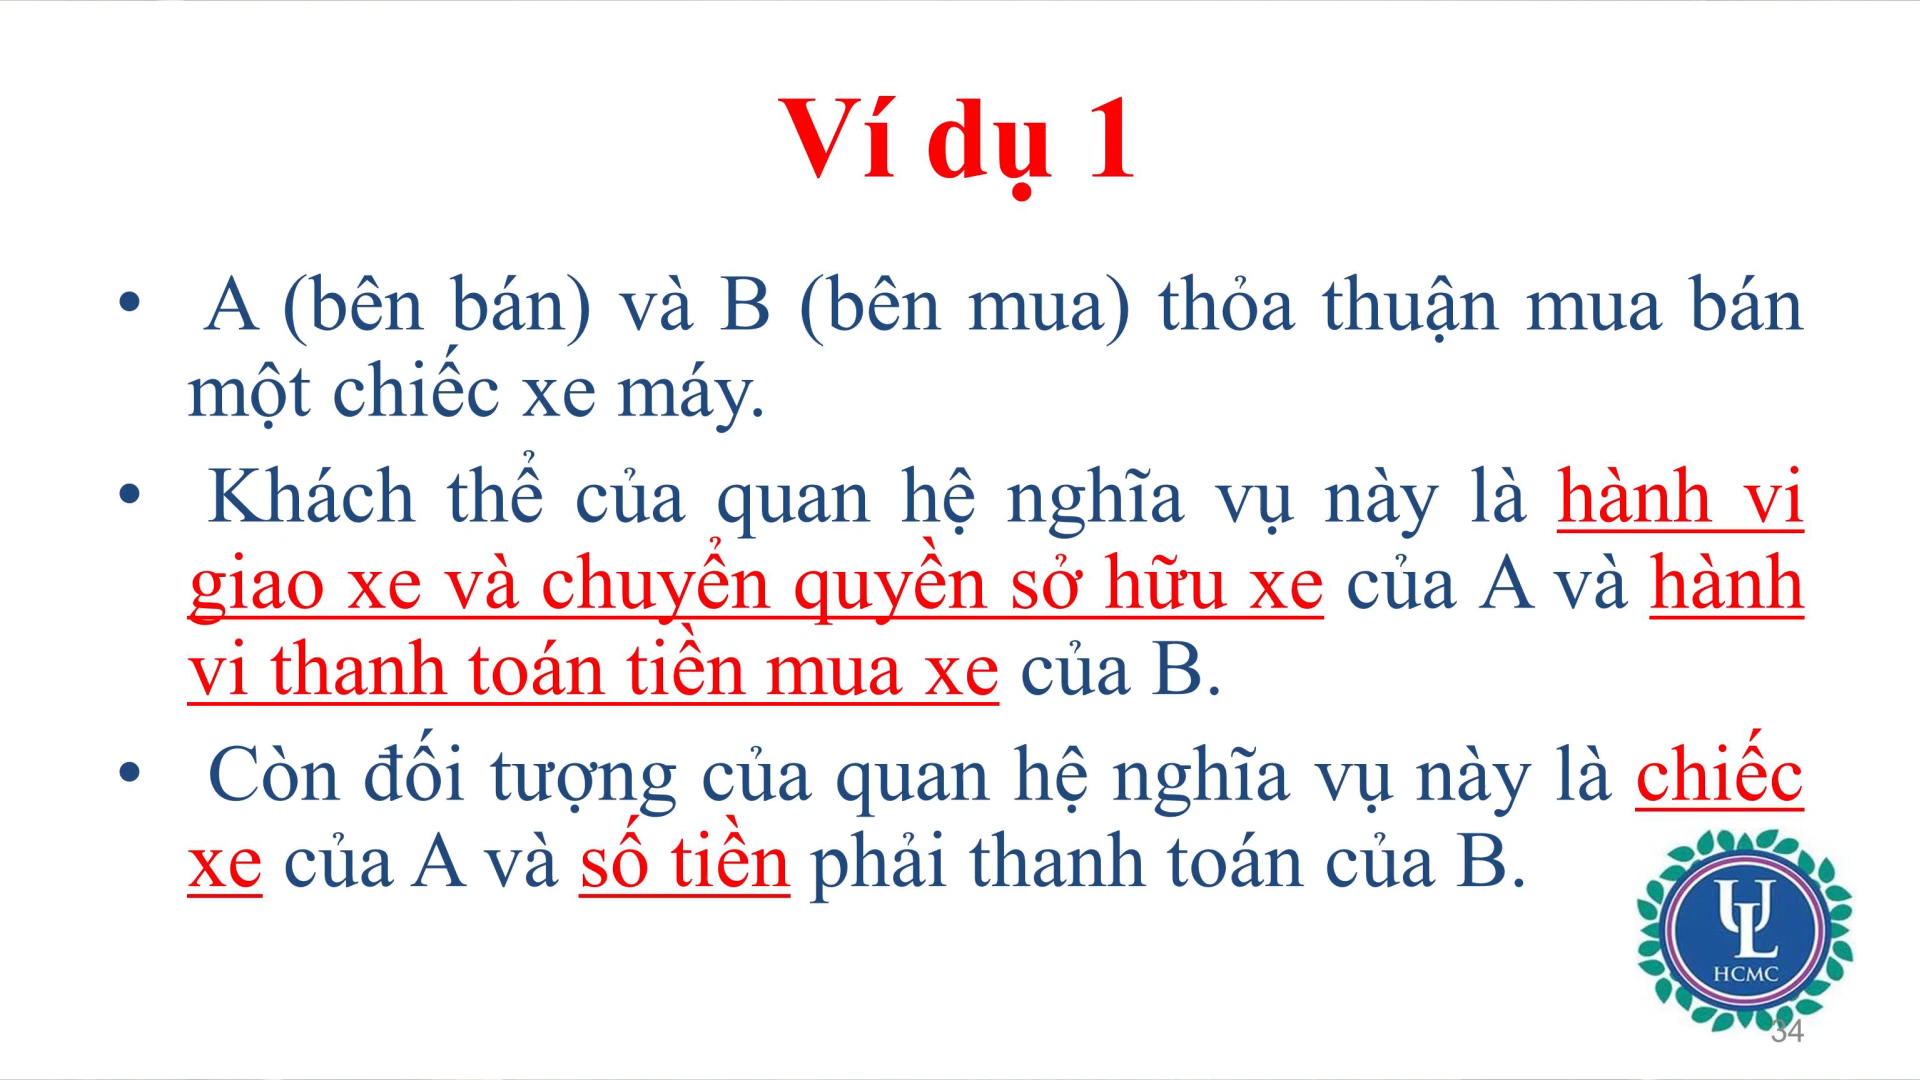 Ví dụ 1
• A (bên bán) và B (bên mua) thỏa thuận mua bán
một chiếc xe máy.
• Khách thể của quan hệ nghĩa vụ này là hành vi
giao xe và chuyển quyền sở hữu xe của A và hành
vi thanh toán tiền mua xe của B.
• Còn đối tượng của quan hệ nghĩa vụ này là chiếc
xe của A và số tiền phải thanh toán của B.
UL
HCMC
34